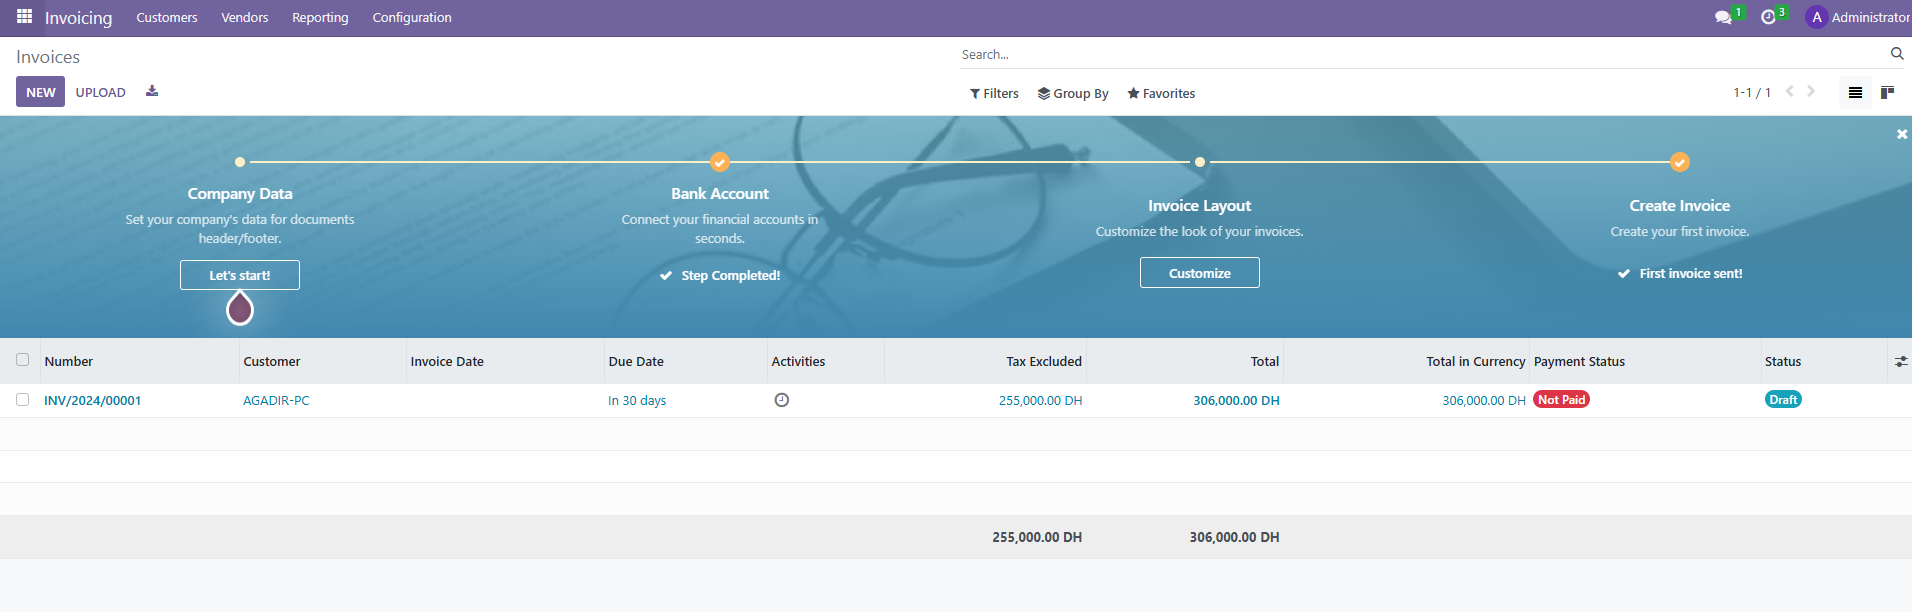 Invoicing Customers Vendors Reporting Configuration 1 3 A Administrator
Invoices
Search...
NEW UPLOAD
Filters Group By Favorites
1-1 / 1
Company Data
Set your company's data for documents
header/footer.
Let's start!
Bank Account
Connect your financial accounts in
seconds.
Step Completed!
Invoice Layout
Customize the look of your invoices.
Customize
Create Invoice
Create your first invoice.
First invoice sent!
Number Customer Invoice Date Due Date Activities Tax Excluded Total Total in Currency Payment Status Status
INV/2024/00001 AGADIR-PC In 30 days 255,000.00 DH 306,000.00 DH 306,000.00 DH Not Paid Draft
255,000.00 DH 306,000.00 DH